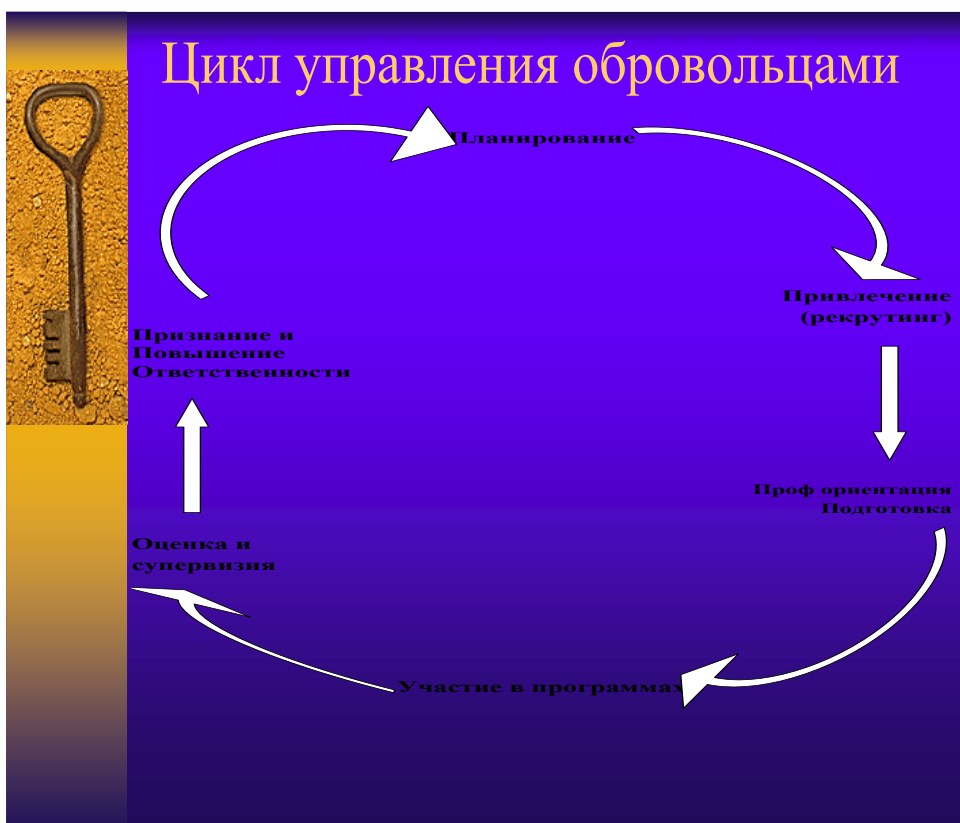 Цикл управления обровольцами
Планирование
Привлечение
(рекрутинг)
Проф ориентация
Подготовка
Участие в программах
Оценка и
супервизия
Признание и
Повышение
Ответственности